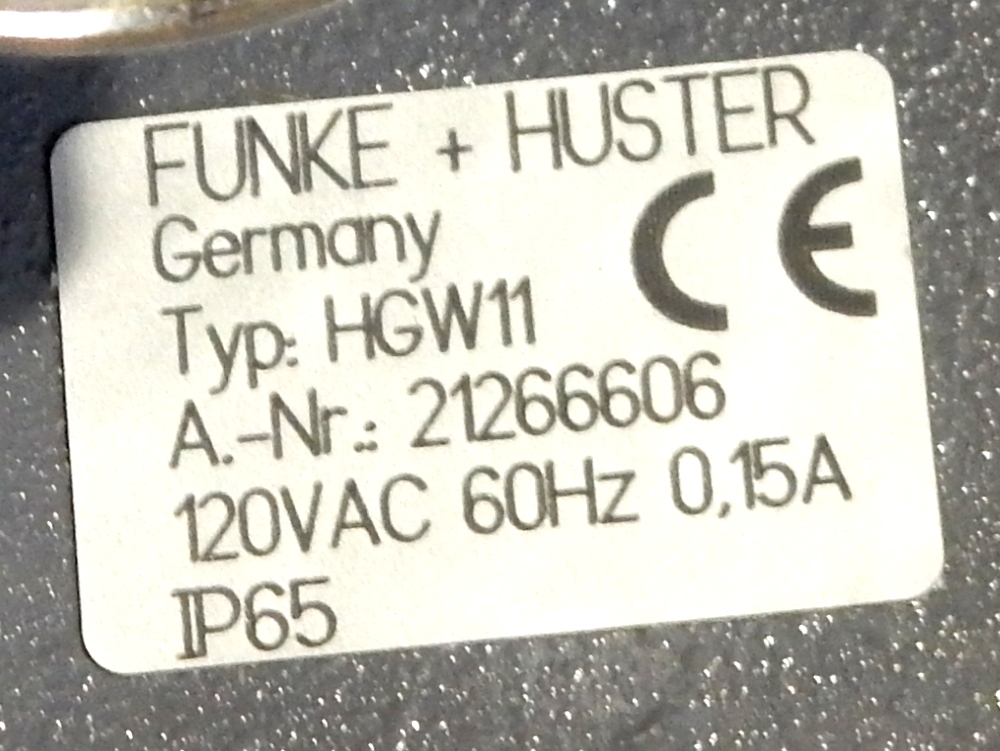 FUNKE + HUSTER
Germany
CE
Typ: HGW11
A.-Nr.: 21266606
120VAC 60Hz 0,15A
IP65